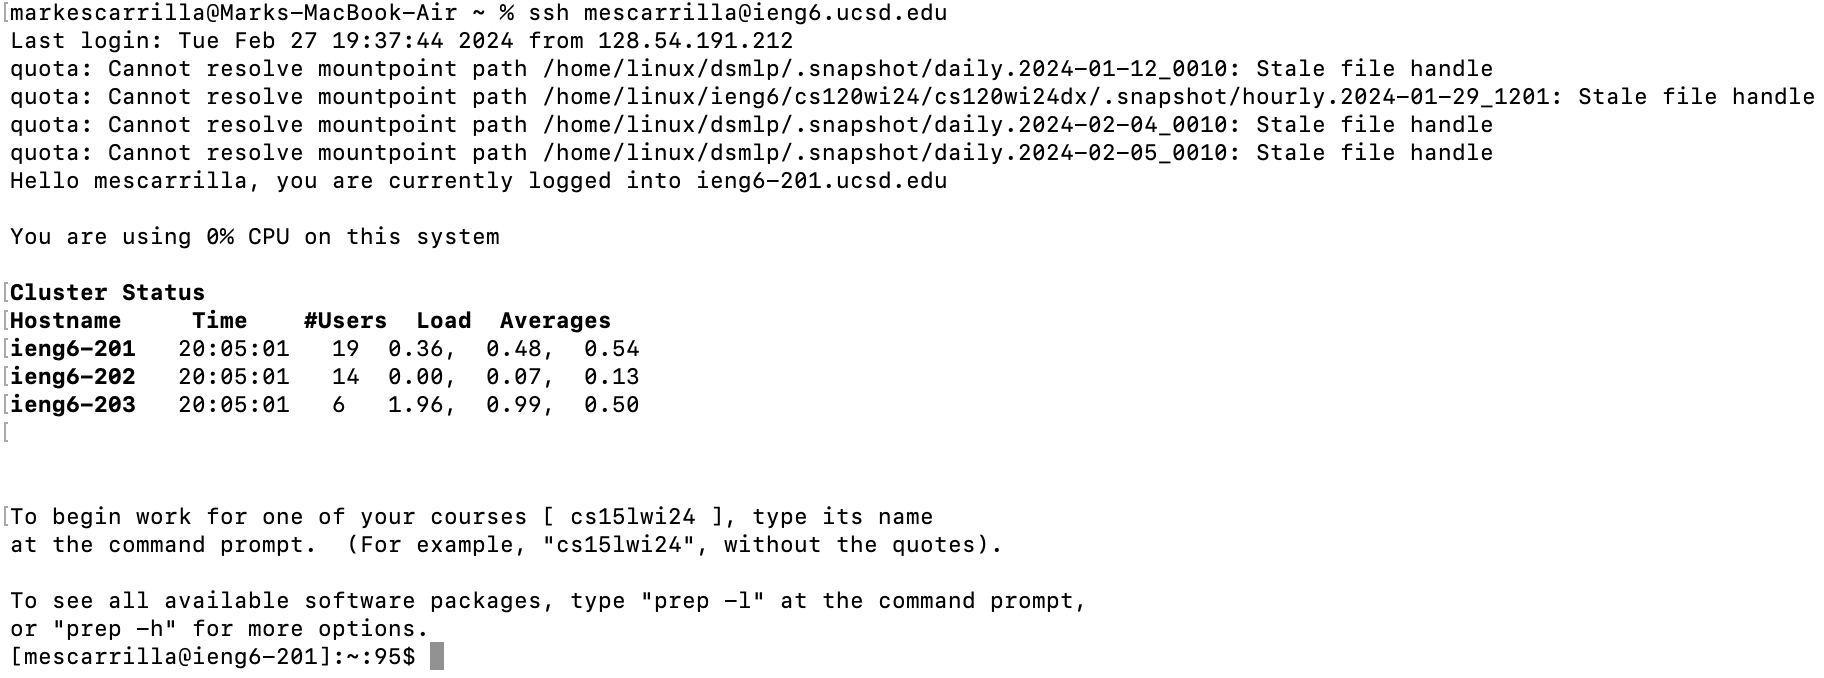 [markescarrilla@Marks-MacBook-Air ~ % ssh mescarrilla@ieng6.ucsd.edu
Last login: Tue Feb 27 19:37:44 2024 from 128.54.191.212
quota: Cannot resolve mountpoint path /home/linux/dsmlp/.snapshot/daily.2024-01-12_0010: Stale file handle
quota: Cannot resolve mountpoint path /home/linux/ieng6/cs120wi24/cs120wi24dx/.snapshot/hourly.2024-01-29_1201: Stale file handle
quota: Cannot resolve mountpoint path /home/linux/dsmlp/.snapshot/daily.2024-02-04_0010: Stale file handle
quota: Cannot resolve mountpoint path /home/linux/dsmlp/.snapshot/daily.2024-02-05_0010: Stale file handle
Hello mescarrilla, you are currently logged into ieng6-201.ucsd.edu
You are using 0% CPU on this system
[Cluster Status
[Hostname     Time    #Users  Load  Averages
[ieng6-201   20:05:01   19  0.36,  0.48,  0.54
[ieng6-202   20:05:01   14  0.00,  0.07,  0.13
[ieng6-203   20:05:01   6   1.96,  0.99,  0.50
[
[To begin work for one of your courses [ cs15lwi24 ], type its name
at the command prompt.  (For example, "cs15lwi24", without the quotes).
To see all available software packages, type "prep -l" at the command prompt,
or "prep -h" for more options.
[mescarrilla@ieng6-201]:~:95$